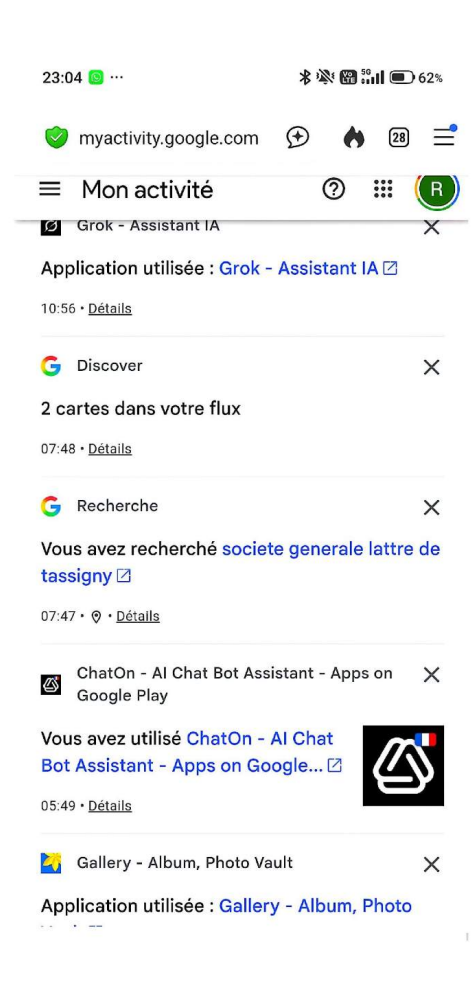 23:04 ... Vo LTE 5G 62%
myactivity.google.com 28
Mon activité R
Grok - Assistant IA
Application utilisée : Grok - Assistant IA
10:56 • Détails
Discover
2 cartes dans votre flux
07:48 • Détails
Recherche
Vous avez recherché societe generale lattre de
tassigny
07:47 • • Détails
ChatOn - AI Chat Bot Assistant - Apps on
Google Play
Vous avez utilisé ChatOn - AI Chat
Bot Assistant - Apps on Google...
05:49 • Détails
Gallery - Album, Photo Vault
Application utilisée : Gallery - Album, Photo